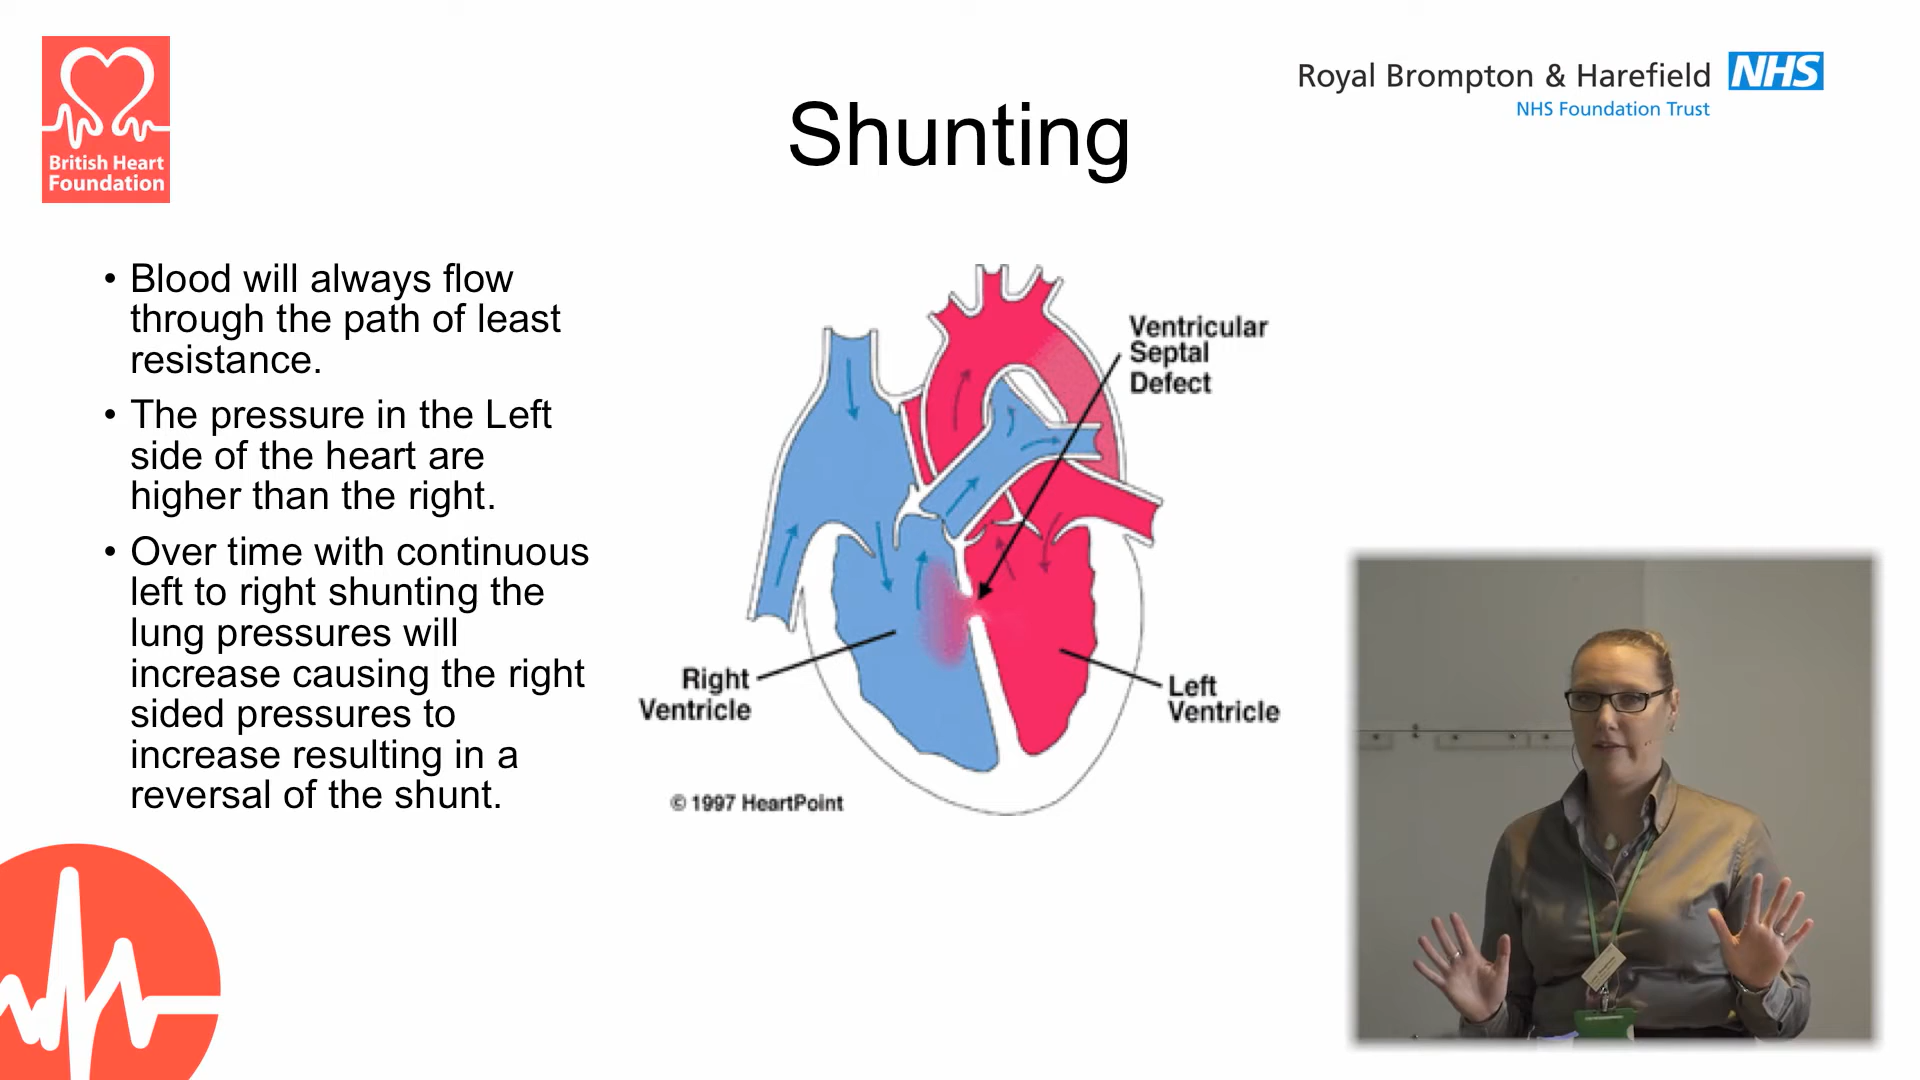 British Heart
Foundation
Royal Brompton & Harefield NHS
NHS Foundation Trust
Shunting
• Blood will always flow
through the path of least
resistance.
• The pressure in the Left
side of the heart are
higher than the right.
• Over time with continuous
left to right shunting the
lung pressures will
increase causing the right
sided pressures to
increase resulting in a
reversal of the shunt.
Ventricular
Septal
Defect
Right
Ventricle
Left
Ventricle
© 1997 HeartPoint